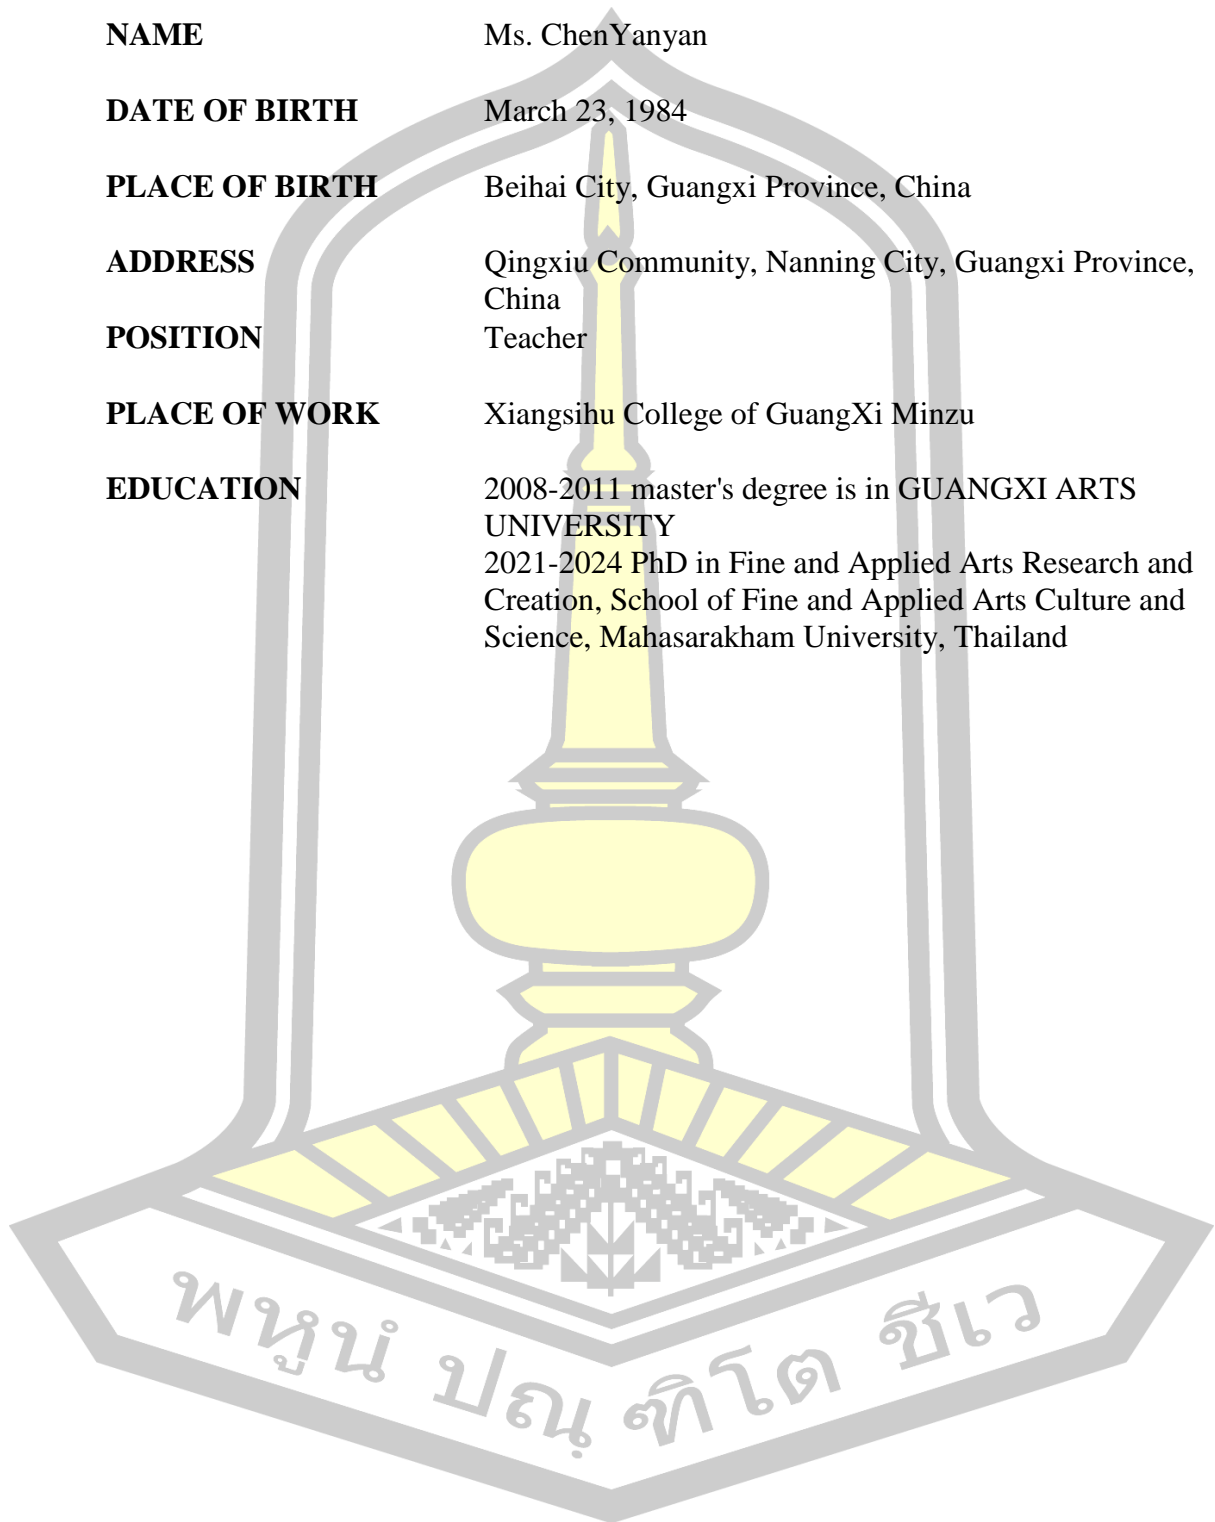 NAME Ms. ChenYanyan
DATE OF BIRTH March 23, 1984
PLACE OF BIRTH Beihai City, Guangxi Province, China
ADDRESS Qingxiu Community, Nanning City, Guangxi Province,
China
POSITION Teacher
PLACE OF WORK Xiangsihu College of GuangXi Minzu
EDUCATION 2008-2011 master's degree is in GUANGXI ARTS
UNIVERSITY
2021-2024 PhD in Fine and Applied Arts Research and
Creation, School of Fine and Applied Arts Culture and
Science, Mahasarakham University, Thailand
พหูนํ ปณฺฑิโต ชีเว